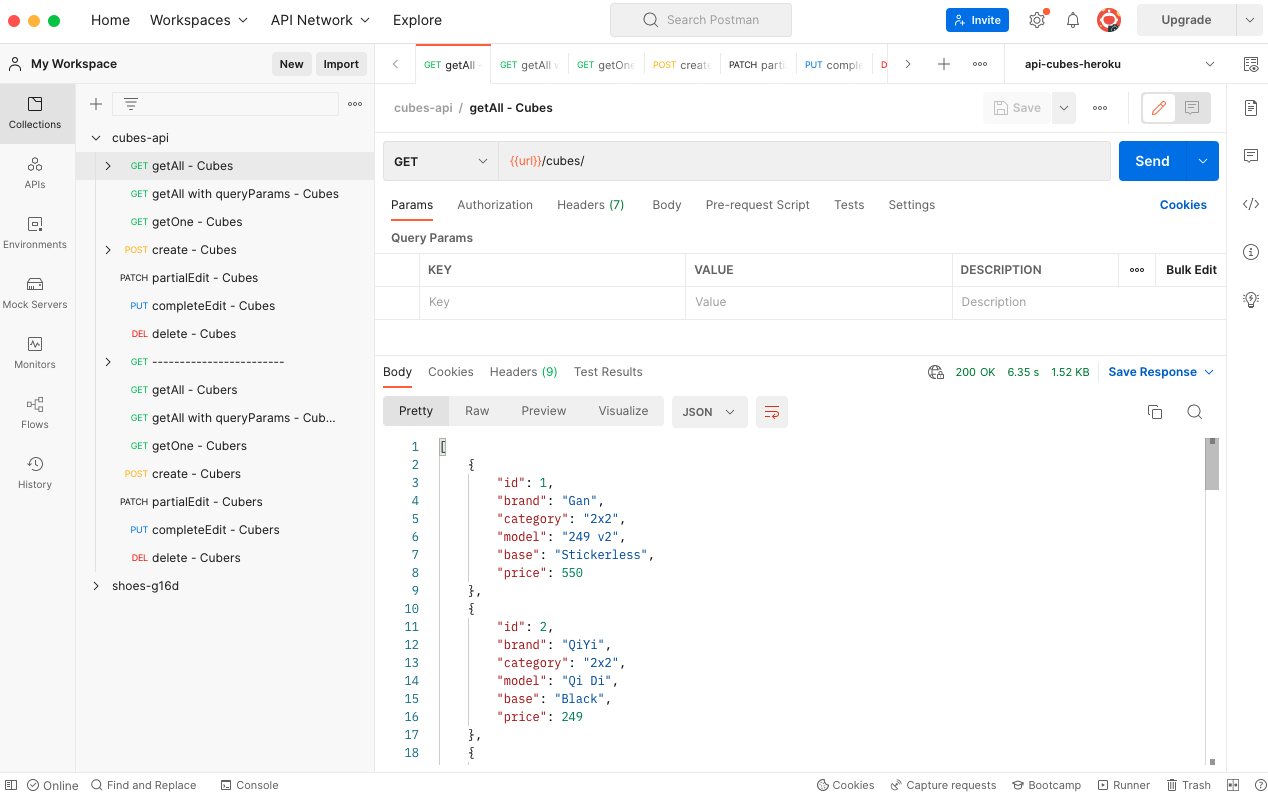 Home Workspaces API Network Explore Search Postman Invite Upgrade
My Workspace New Import GET getAll - GET getAll w GET getOne POST create PATCH parti PUT comple D api-cubes-heroku
Collections
APIs
Environments
Mock Servers
Monitors
Flows
History
cubes-api
GET getAll - Cubes
GET getAll with queryParams - Cubes
GET getOne - Cubes
POST create - Cubes
PATCH partialEdit - Cubes
PUT completeEdit - Cubes
DEL delete - Cubes
GET ------------------------
GET getAll - Cubers
GET getAll with queryParams - Cub...
GET getOne - Cubers
POST create - Cubers
PATCH partialEdit - Cubers
PUT completeEdit - Cubers
DEL delete - Cubers
shoes-g16d
cubes-api / getAll - Cubes Save
GET {{url}}/cubes/ Send
Params Authorization Headers (7) Body Pre-request Script Tests Settings Cookies
Query Params
KEY VALUE DESCRIPTION Bulk Edit
Key Value Description
Body Cookies Headers (9) Test Results 200 OK 6.35 s 1.52 KB Save Response
Pretty Raw Preview Visualize JSON
1 [
2 {
3 "id": 1,
4 "brand": "Gan",
5 "category": "2x2",
6 "model": "249 v2",
7 "base": "Stickerless",
8 "price": 550
9 },
10 {
11 "id": 2,
12 "brand": "QiYi",
13 "category": "2x2",
14 "model": "Qi Di",
15 "base": "Black",
16 "price": 249
17 },
18 {
Online Find and Replace Console Cookies Capture requests Bootcamp Runner Trash